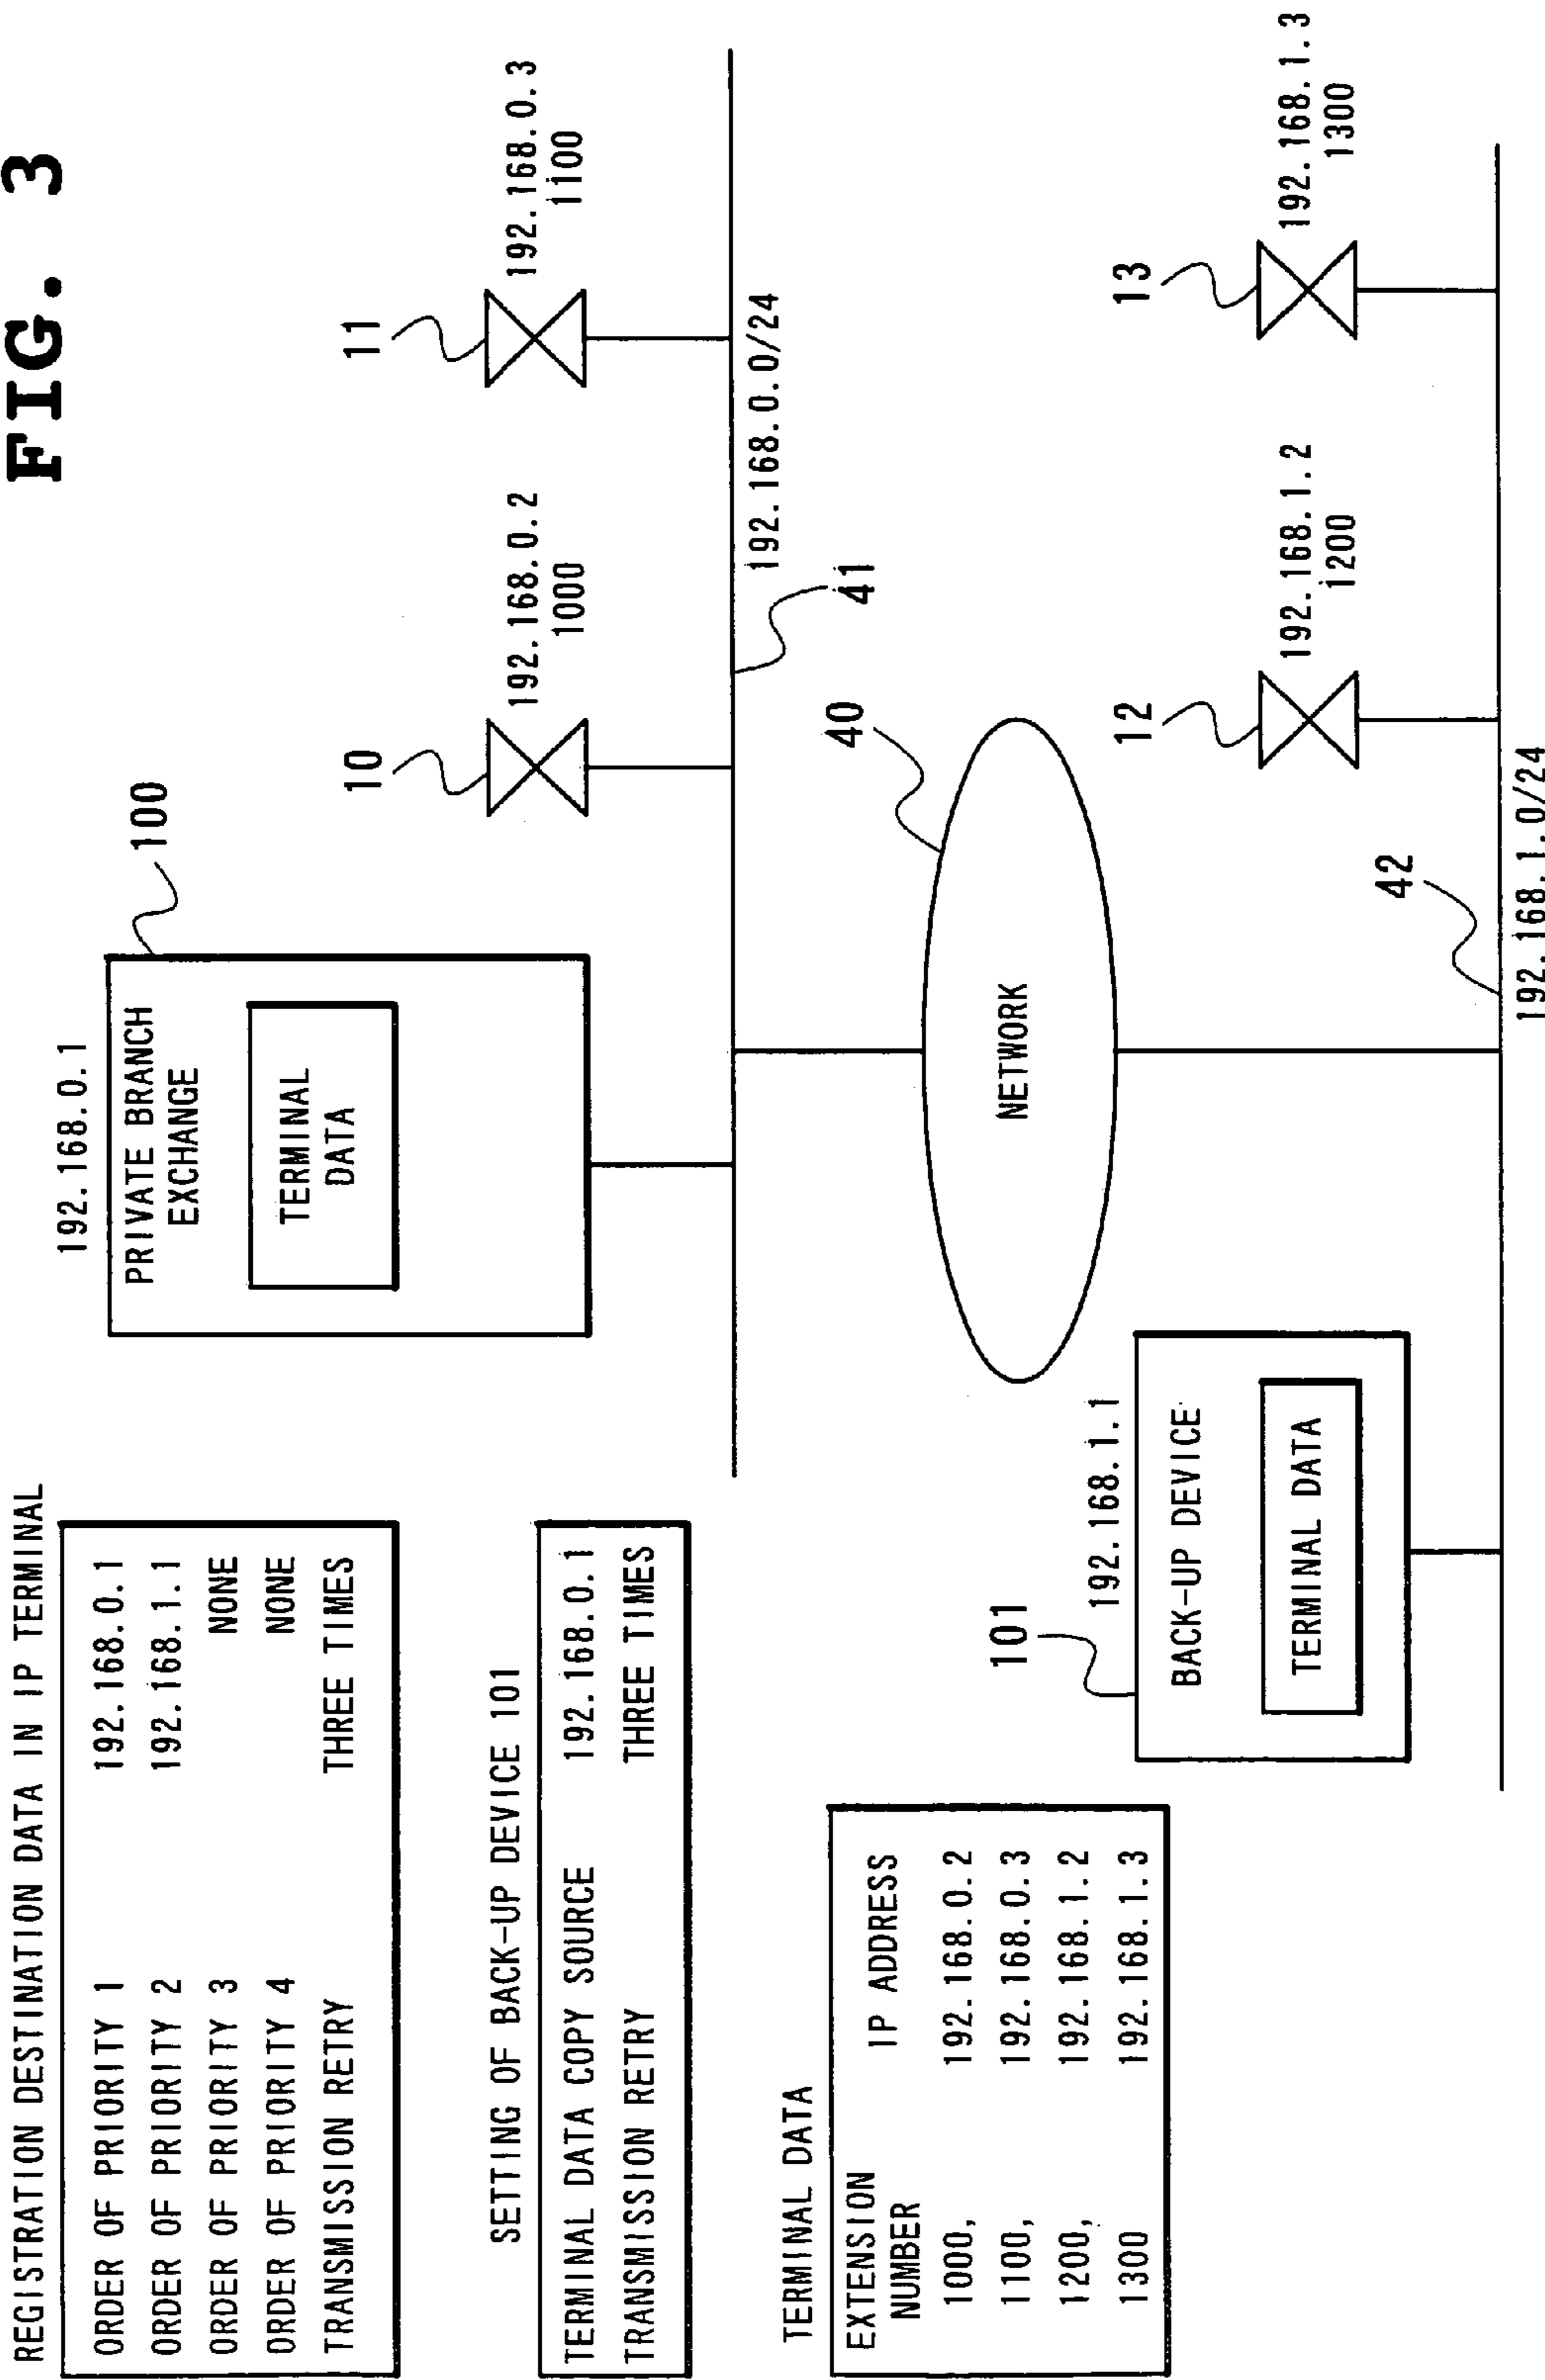 FIG. 3
REGISTRATION DESTINATION DATA IN IP TERMINAL
ORDER OF PRIORITY 1 192.168.0.1
ORDER OF PRIORITY 2 192.168.1.1
ORDER OF PRIORITY 3 NONE
ORDER OF PRIORITY 4 NONE
TRANSMISSION RETRY THREE TIMES
SETTING OF BACK-UP DEVICE 101
TERMINAL DATA COPY SOURCE 192.168.0.1
TRANSMISSION RETRY THREE TIMES
TERMINAL DATA
EXTENSION
NUMBER
IP ADDRESS
1000, 192.168.0.2
1100, 192.168.0.3
1200, 192.168.1.2
1300 192.168.1.3
192.168.0.1
PRIVATE BRANCH
EXCHANGE
TERMINAL
DATA
100
10
192.168.0.2
1000
11
192.168.0.3
1100
192.168.0.0/24
41
40
NETWORK
101
192.168.1.1
BACK-UP DEVICE
TERMINAL DATA
12
192.168.1.2
1200
13
192.168.1.3
1300
42
192.168.1.0/24